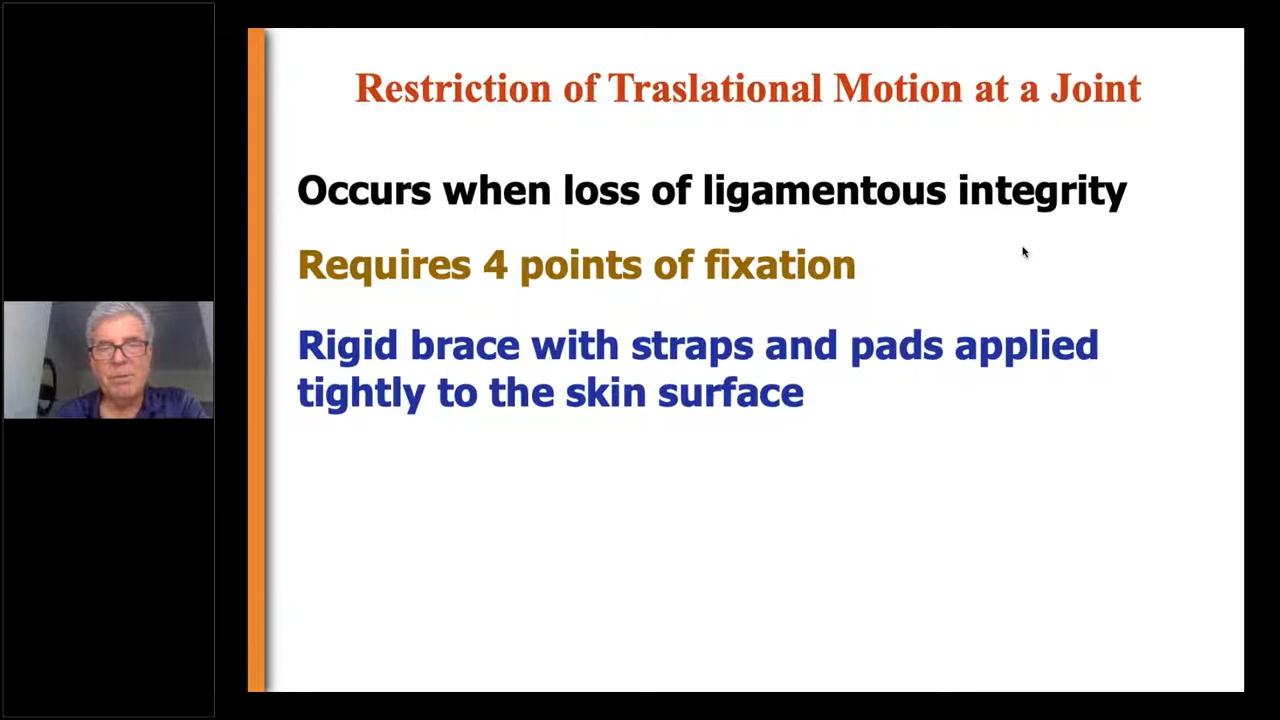 Restriction of Traslational Motion at a Joint
Occurs when loss of ligamentous integrity
Requires 4 points of fixation
Rigid brace with straps and pads applied
tightly to the skin surface